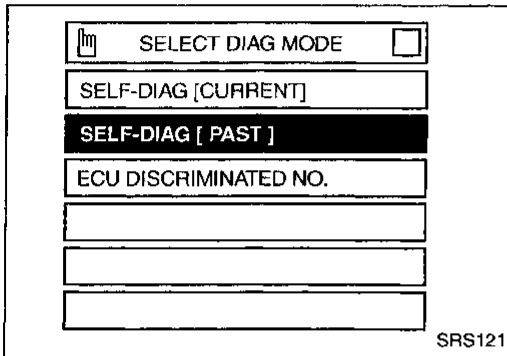 SELECT DIAG MODE
SELF-DIAG [CURRENT]
SELF-DIAG [ PAST ]
ECU DISCRIMINATED NO.
SRS121